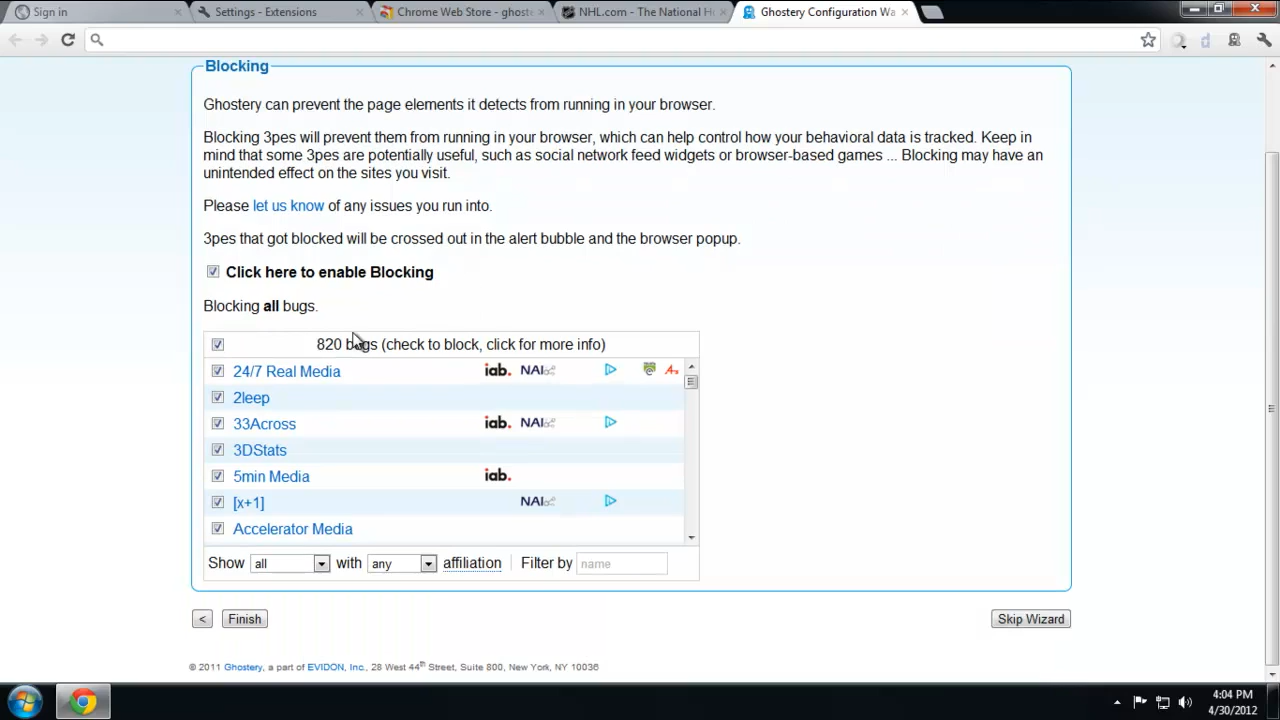 Sign in
Settings - Extensions
Chrome Web Store - ghost
NHL.com - The National H
Ghostery Configuration Wa
Blocking
Ghostery can prevent the page elements it detects from running in your browser.
Blocking 3pes will prevent them from running in your browser, which can help control how your behavioral data is tracked. Keep in
mind that some 3pes are potentially useful, such as social network feed widgets or browser-based games ... Blocking may have an
unintended effect on the sites you visit.
Please let us know of any issues you run into.
3pes that got blocked will be crossed out in the alert bubble and the browser popup.
Click here to enable Blocking
Blocking all bugs.
820 bugs (check to block, click for more info)
24/7 Real Media iab. NAI
2leep
33Across iab. NAI
3DStats
5min Media iab.
[x+1] NAI
Accelerator Media
Show all with any affiliation Filter by name
< Finish Skip Wizard
© 2011 Ghostery, a part of EVIDON, Inc., 28 West 44th Street, Suite 800, New York, NY 10036
4:04 PM
4/30/2012